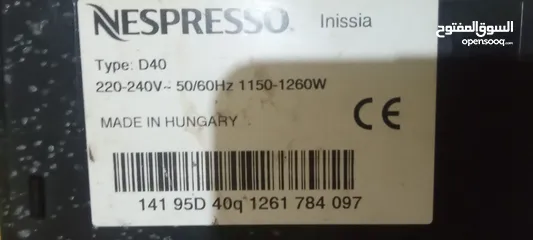 السوق المفتوح
opensooq.com
NESPRESSO Inissia
Type: D40
220-240V~ 50/60Hz 1150-1260W
MADE IN HUNGARY
CE
141 95D 40q 1261 784 097